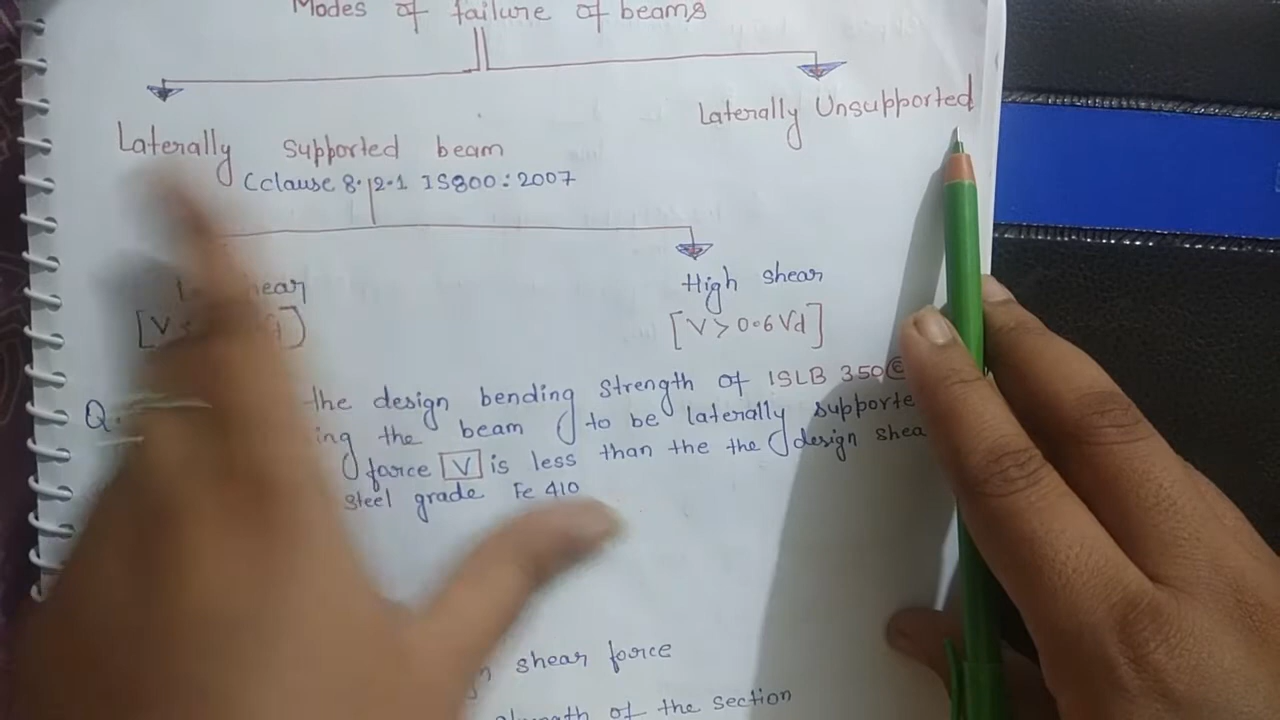 Modes of failure of beams
Laterally Unsupported
Laterally supported beam
(clause 8.2.1 IS800:2007
High shear
[V > 0.6 Vd]
Q. the design bending strength of ISLB 350@
the beam to be laterally
force V is less than the the design
steel grade Fe 410
shear force
of the section